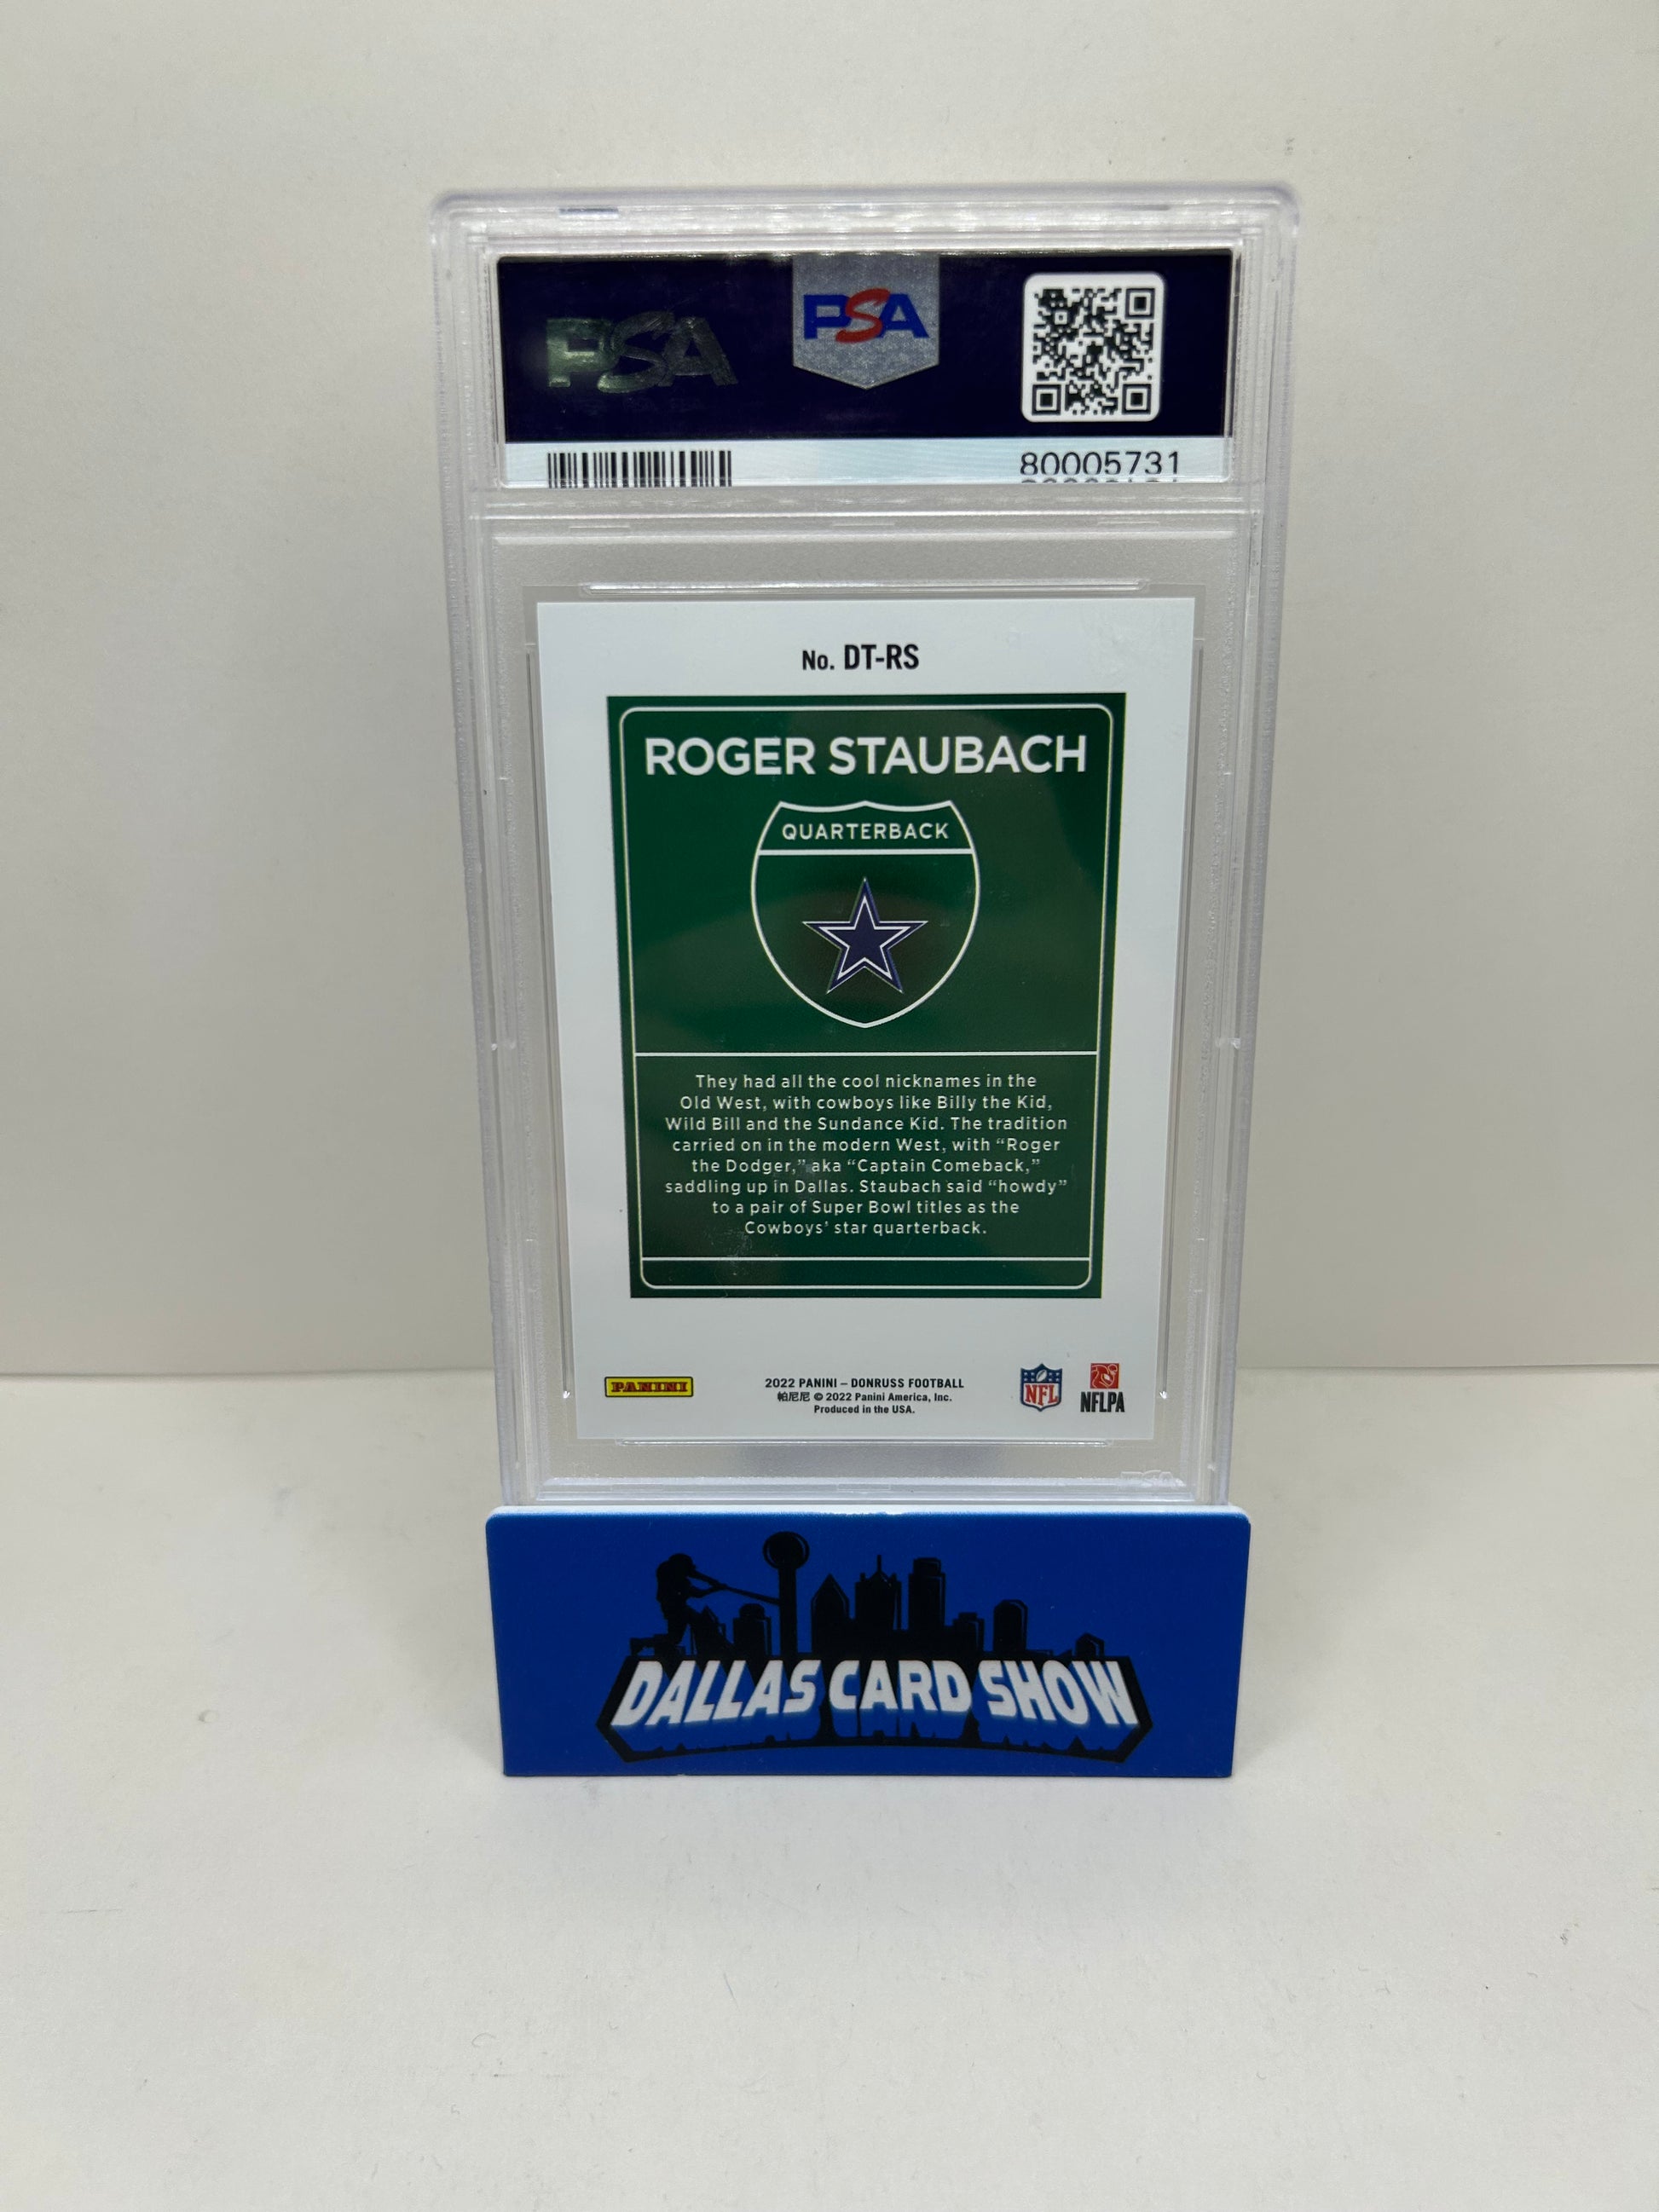 PSA
PSA
80005731
No. DT-RS
ROGER STAUBACH
QUARTERBACK
They had all the cool nicknames in the
Old West, with cowboys like Billy the Kid,
Wild Bill and the Sundance Kid. The tradition
carried on in the modern West, with “Roger
the Dodger,” aka “Captain Comeback,”
saddling up in Dallas. Staubach said “howdy”
to a pair of Super Bowl titles as the
Cowboys’ star quarterback.
PANINI
2022 PANINI – DONRUSS FOOTBALL
帕尼尼 © 2022 Panini America, Inc.
Produced in the USA.
NFL
NFLPA
PSA
DALLAS CARD SHOW